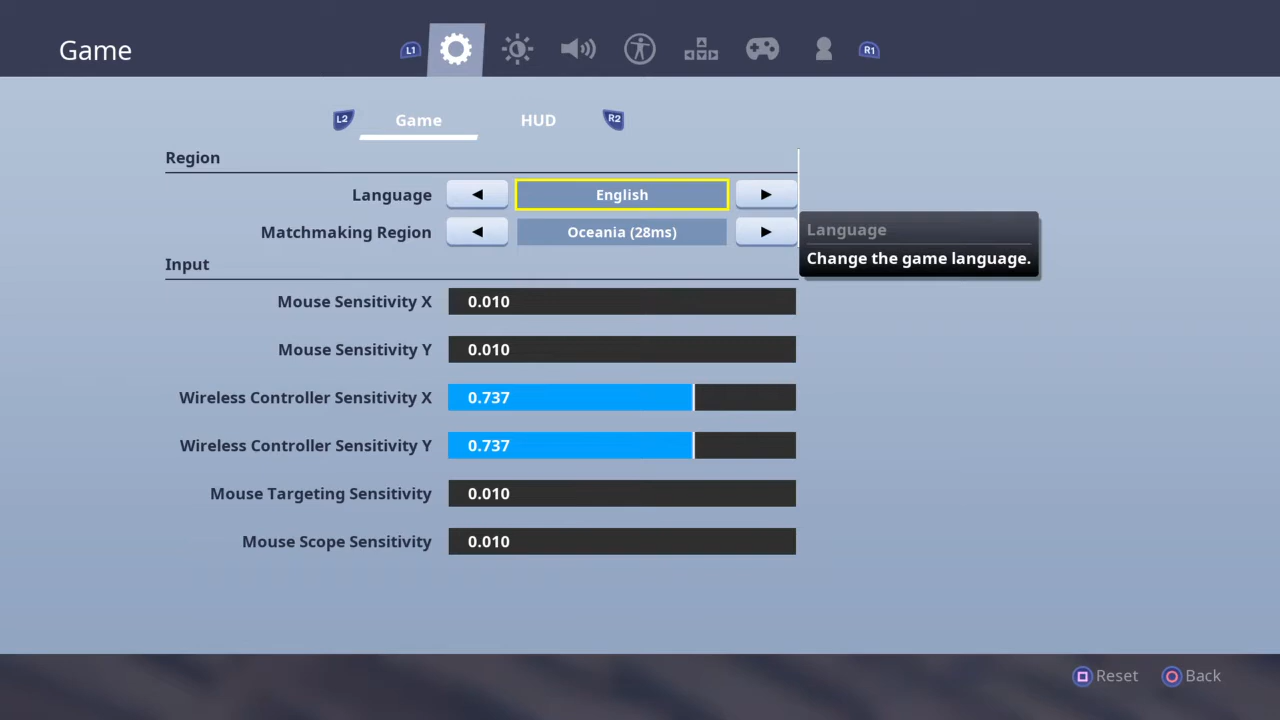 Game
L1
R1
L2
Game
HUD
R2
Region
Language
English
Matchmaking Region
Oceania (28ms)
Language
Change the game language.
Input
Mouse Sensitivity X
0.010
Mouse Sensitivity Y
0.010
Wireless Controller Sensitivity X
0.737
Wireless Controller Sensitivity Y
0.737
Mouse Targeting Sensitivity
0.010
Mouse Scope Sensitivity
0.010
Reset
Back